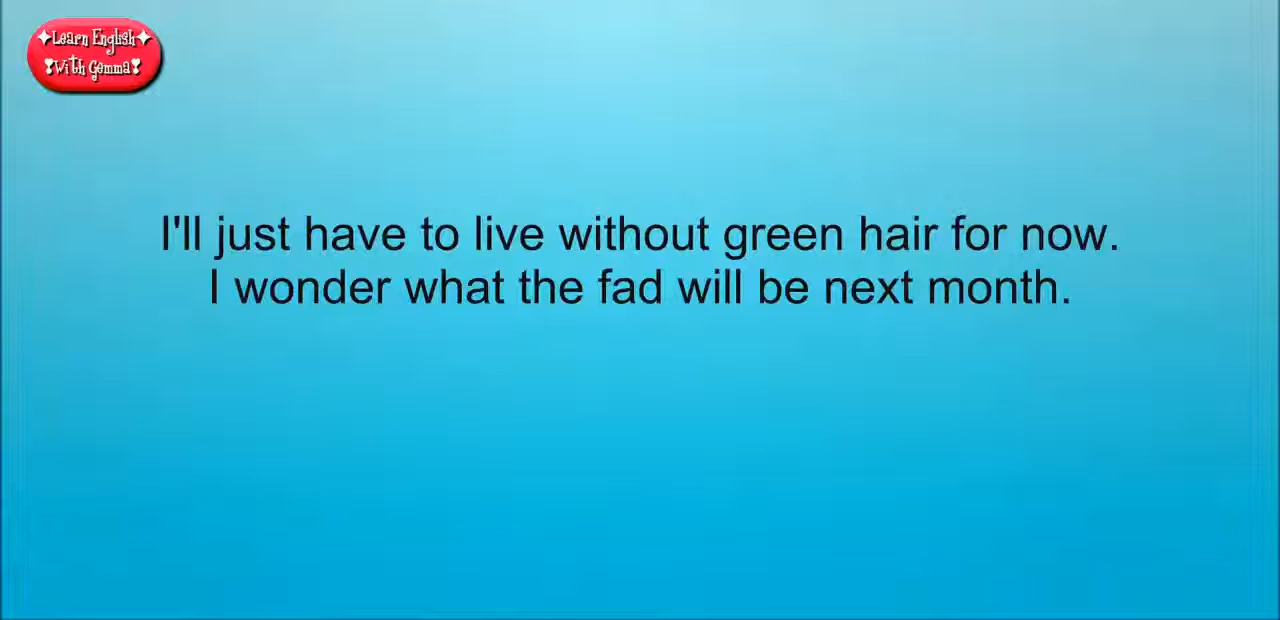 Learn English
With Gemma
I'll just have to live without green hair for now.
I wonder what the fad will be next month.